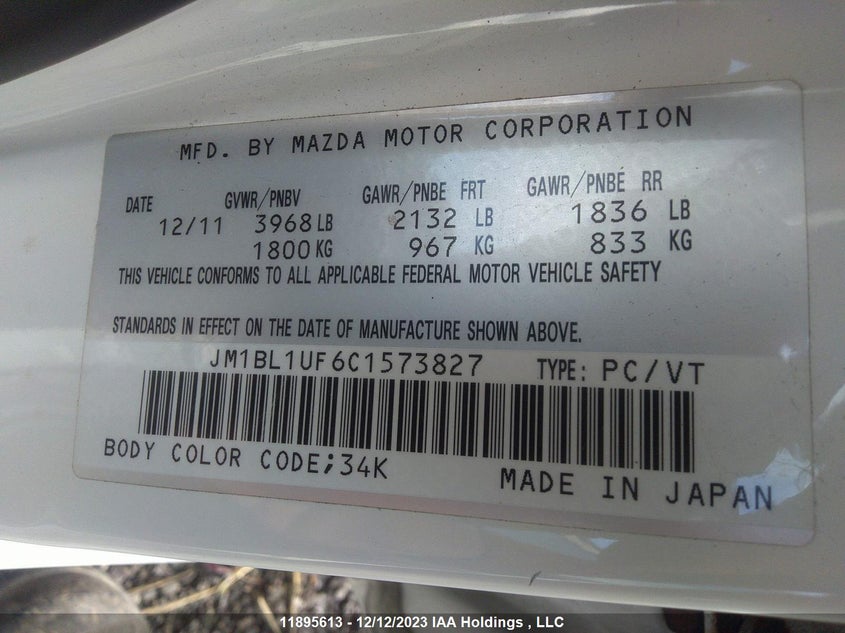 MFD. BY MAZDA MOTOR CORPORATION
DATE GVWR/PNBV GAWR/PNBE FRT GAWR/PNBÉ RR
12/11 3968 LB 2132 LB 1836 LB
1800 KG 967 KG 833 KG
THIS VEHICLE CONFORMS TO ALL APPLICABLE FEDERAL MOTOR VEHICLE SAFETY
STANDARDS IN EFFECT ON THE DATE OF MANUFACTURE SHOWN ABOVE.
JM1BL1UF6C1573827 TYPE: PC/VT
BODY COLOR CODE;34K MADE IN JAPAN
11895613 - 12/12/2023 IAA Holdings , LLC